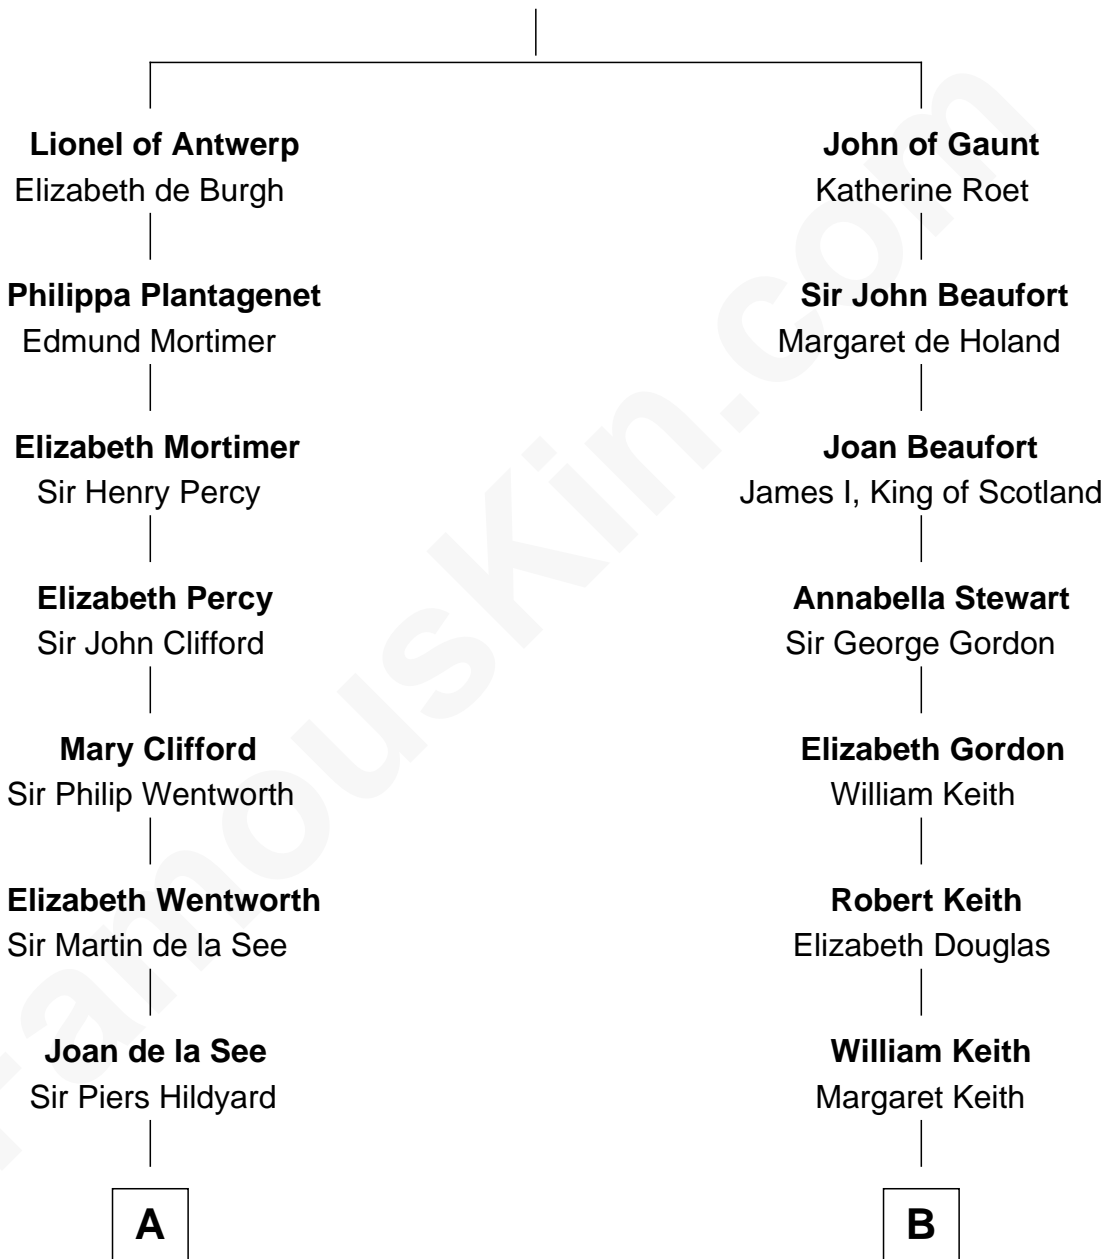 Lionel of Antwerp
Elizabeth de Burgh
Philippa Plantagenet
Edmund Mortimer
Elizabeth Mortimer
Sir Henry Percy
Elizabeth Percy
Sir John Clifford
Mary Clifford
Sir Philip Wentworth
Elizabeth Wentworth
Sir Martin de la See
Joan de la See
Sir Piers Hildyard
A
John of Gaunt
Katherine Roet
Sir John Beaufort
Margaret de Holand
Joan Beaufort
James I, King of Scotland
Annabella Stewart
Sir George Gordon
Elizabeth Gordon
William Keith
Robert Keith
Elizabeth Douglas
William Keith
Margaret Keith
B
FamousKin.com